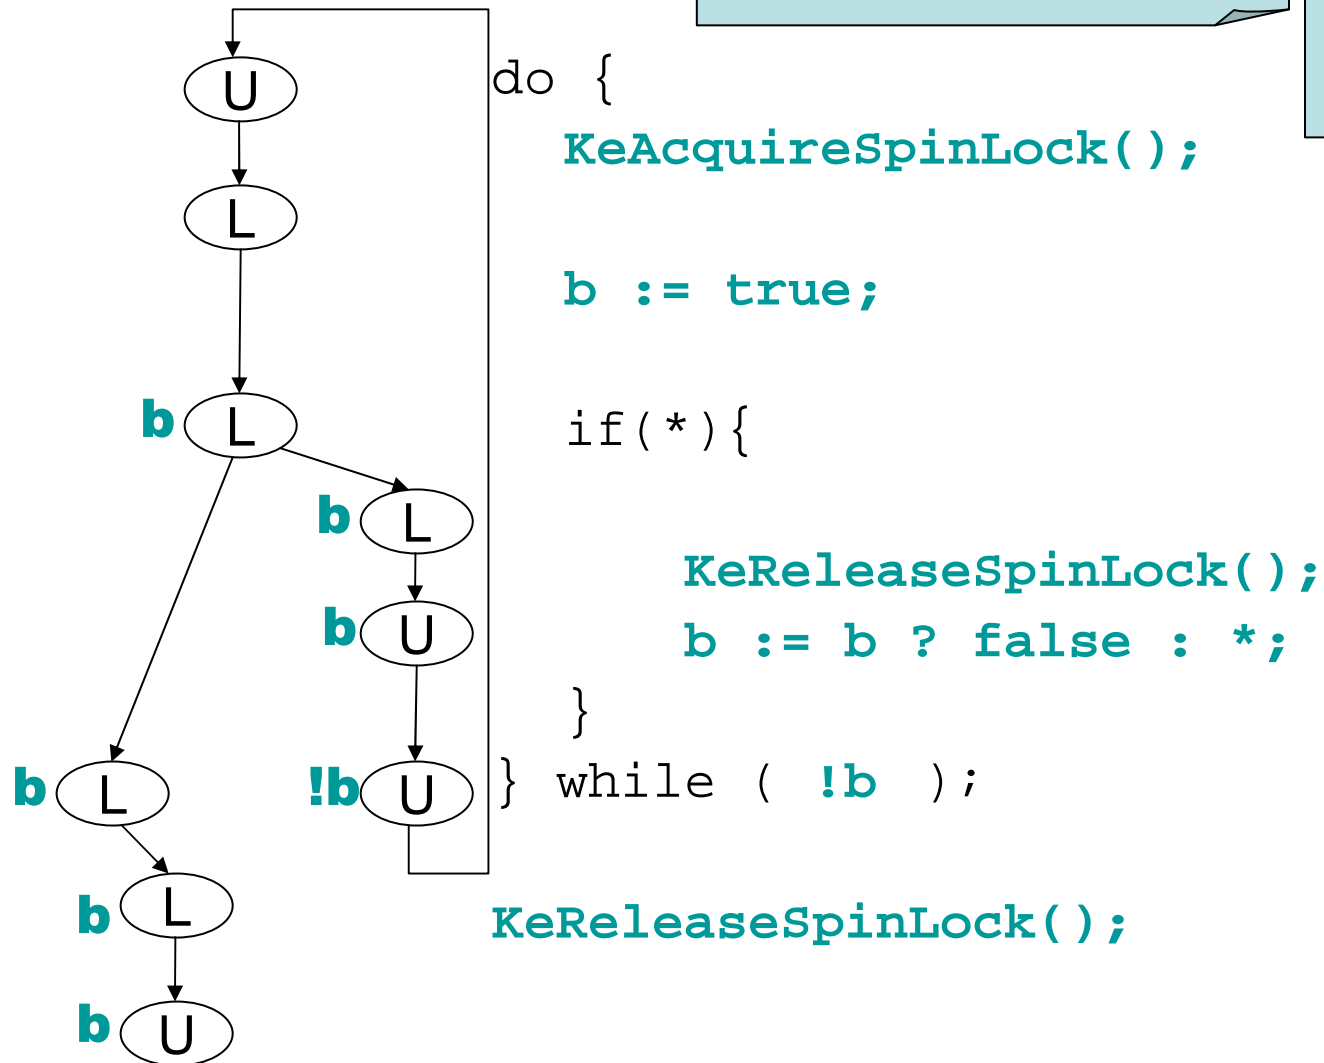 U
do {
KeAcquireSpinLock();
L
b := true;
b L
if(*){
b L
KeReleaseSpinLock();
b U
b := b ? false : *;
}
b L
!b U
} while ( !b );
b L
KeReleaseSpinLock();
b U